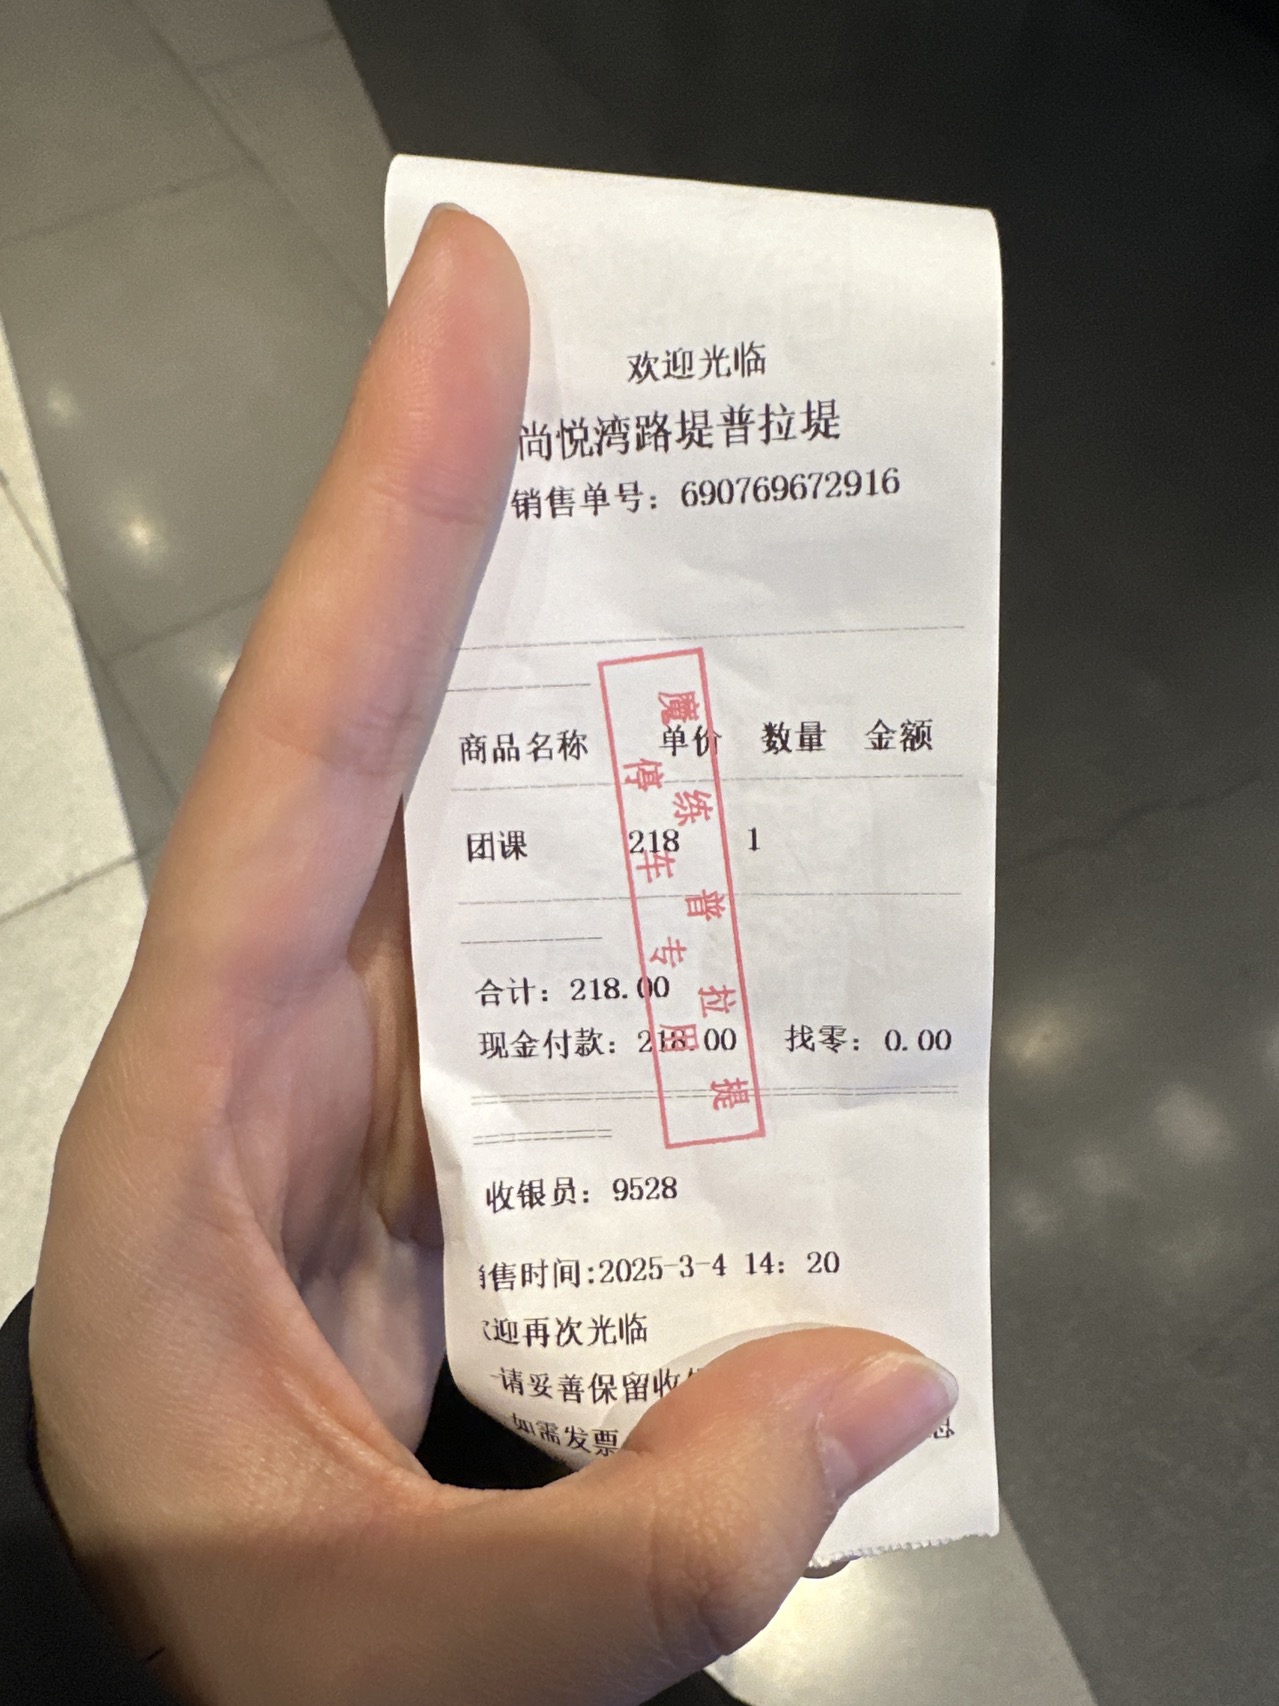 欢迎光临
尚悦湾路堤普拉堤
销售单号：690769672916
商品名称 单价 数量 金额
团课 218 1
合计：218.00
现金付款：218.00 找零：0.00
收银员：9528
售时间:2025-3-4 14：20
迎再次光临
请妥善保留收
如需发票
魔练普拉提
停车专用